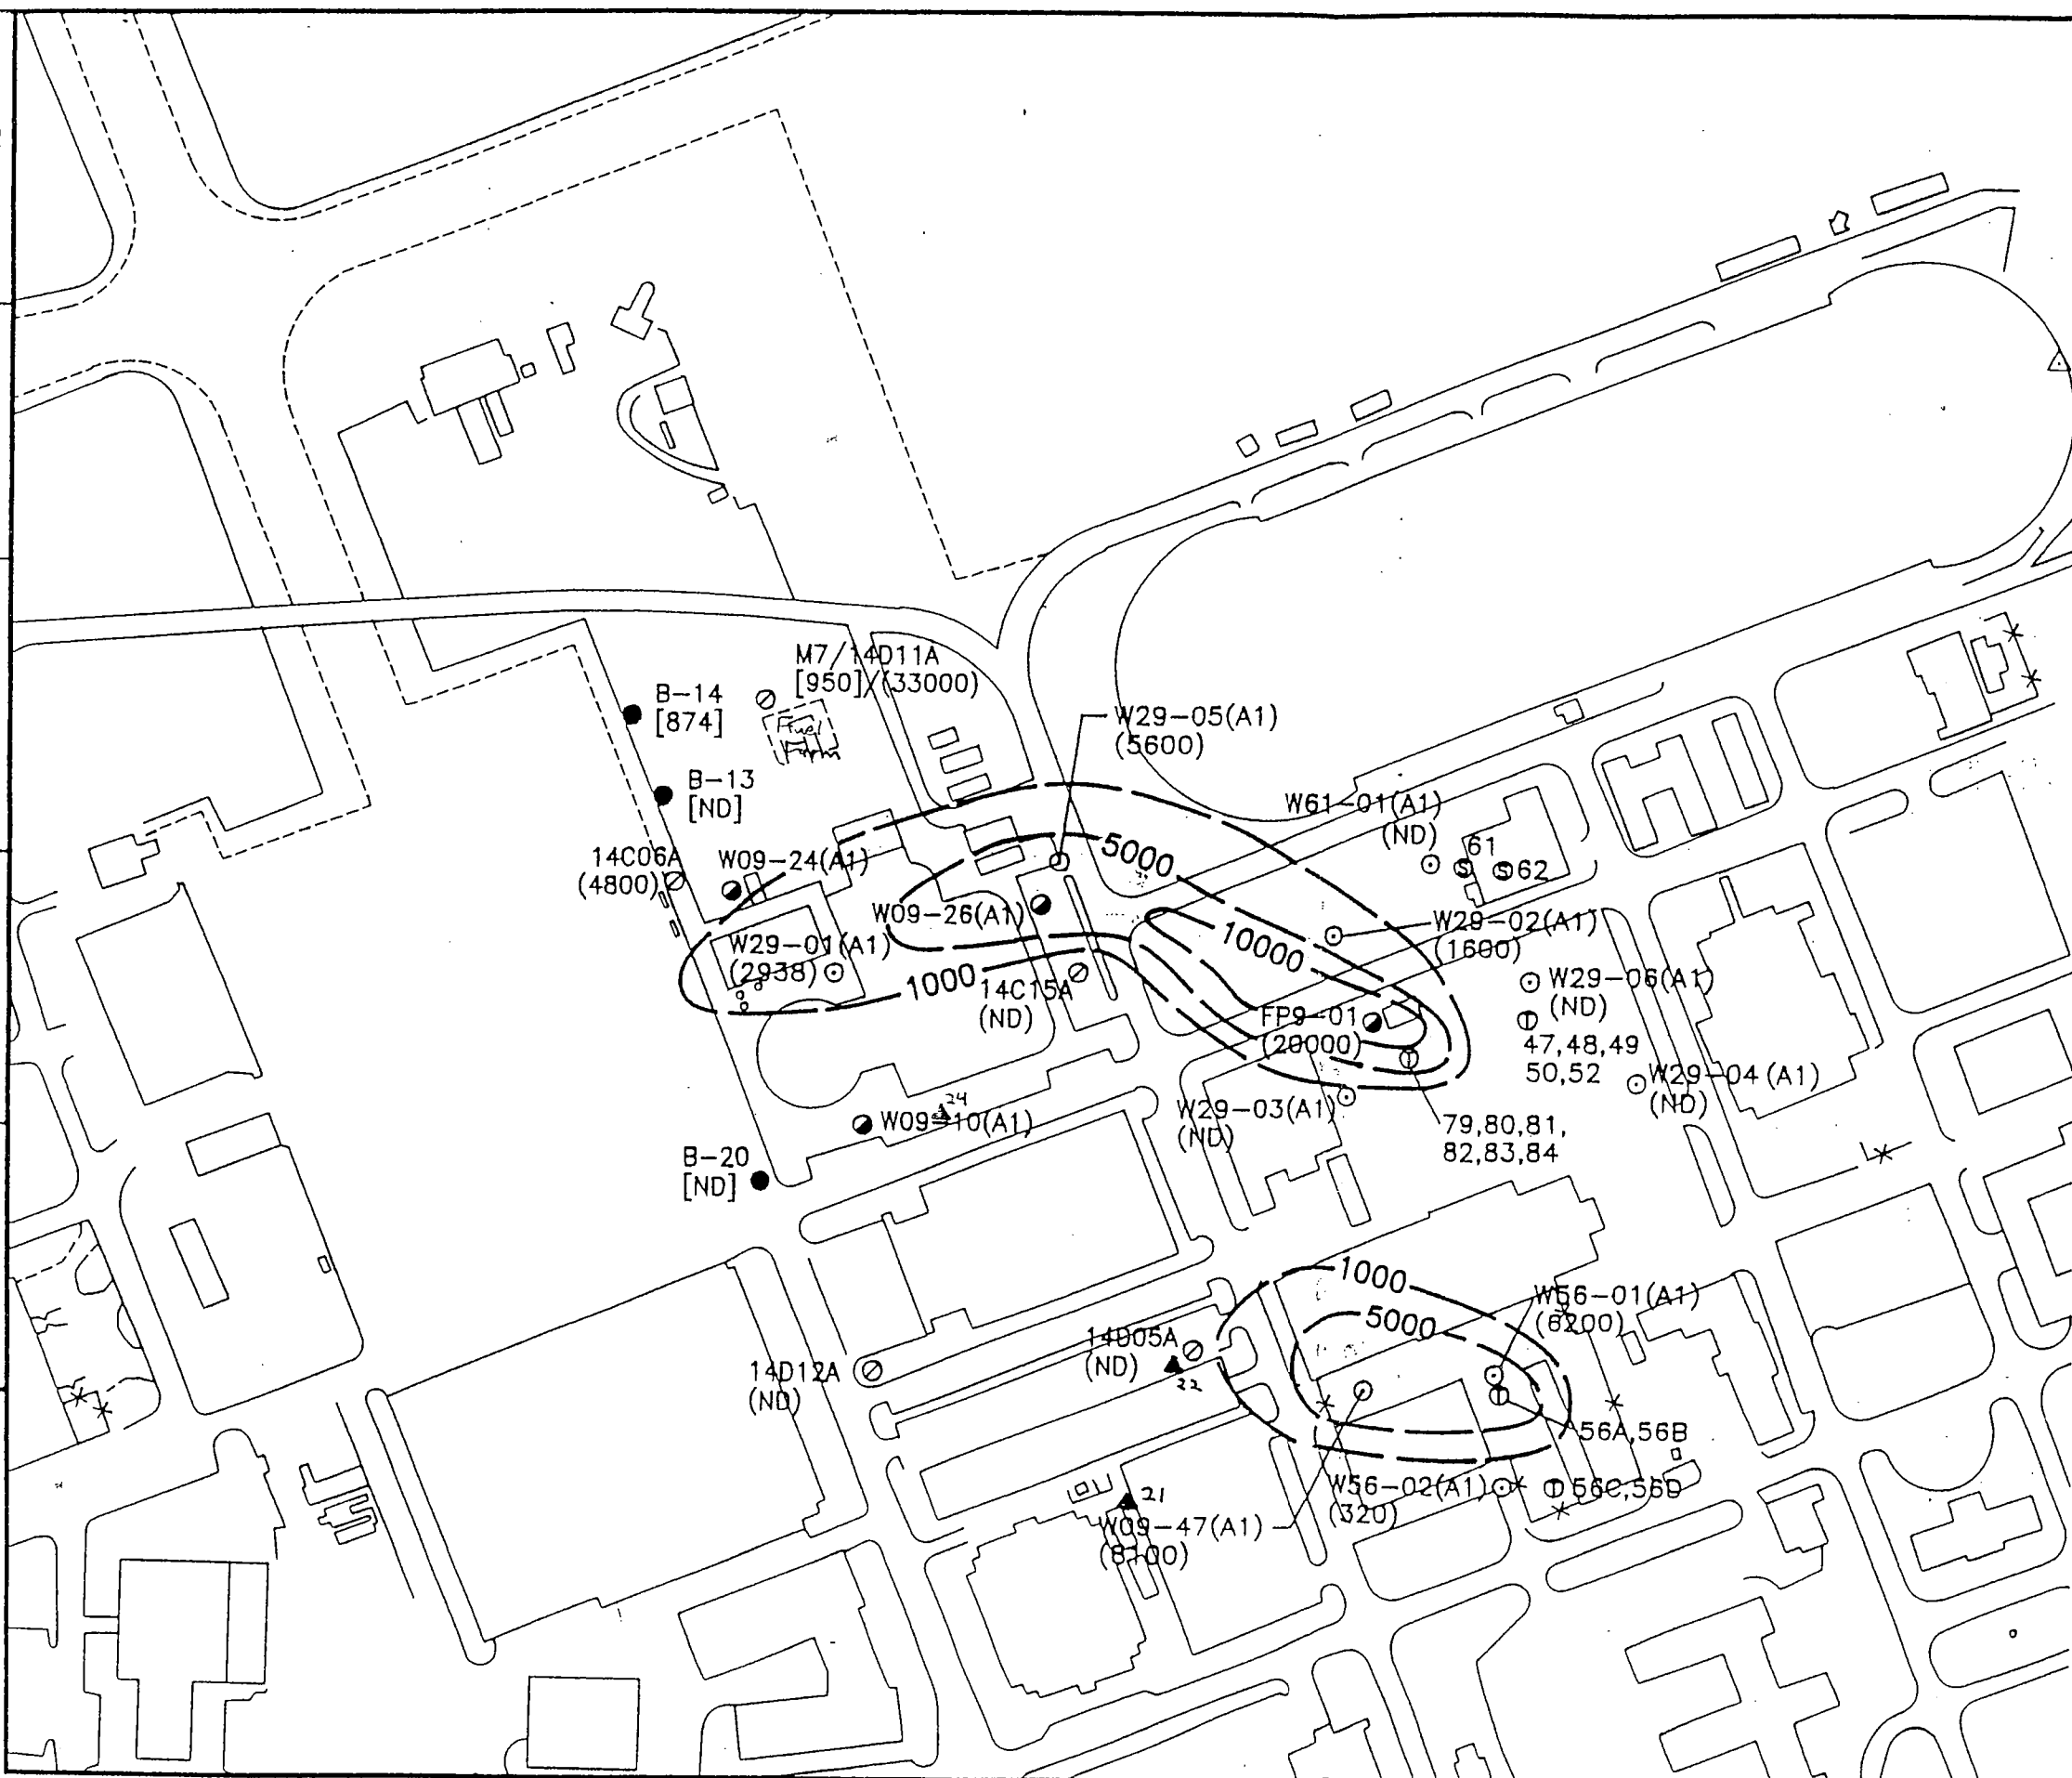 M7/14D11A
[950]/(33000)
B-14
[874]
Fuel
Farm
W29-05(A1)
(5600)
B-13
[ND]
W61-01(A1)
(ND)
61
62
5000
14C06A
(4800)
W09-24(A1)
W09-26(A1)
W29-02(A1)
(1600)
10000
W29-01(A1)
(2938)
1000
14C15A
(ND)
W29-06(A1)
(ND)
FP9-01
(20000)
47,48,49
50,52
W29-04(A1)
(ND)
24
W09-10(A1)
W29-03(A1)
(ND)
79,80,81,
82,83,84
B-20
[ND]
1000
5000
W56-01(A1)
(6200)
14D05A
(ND)
22
14D12A
(ND)
56A,56B
W56-02(A1)
(320)
56C,56D
21
W09-47(A1)
(8100)